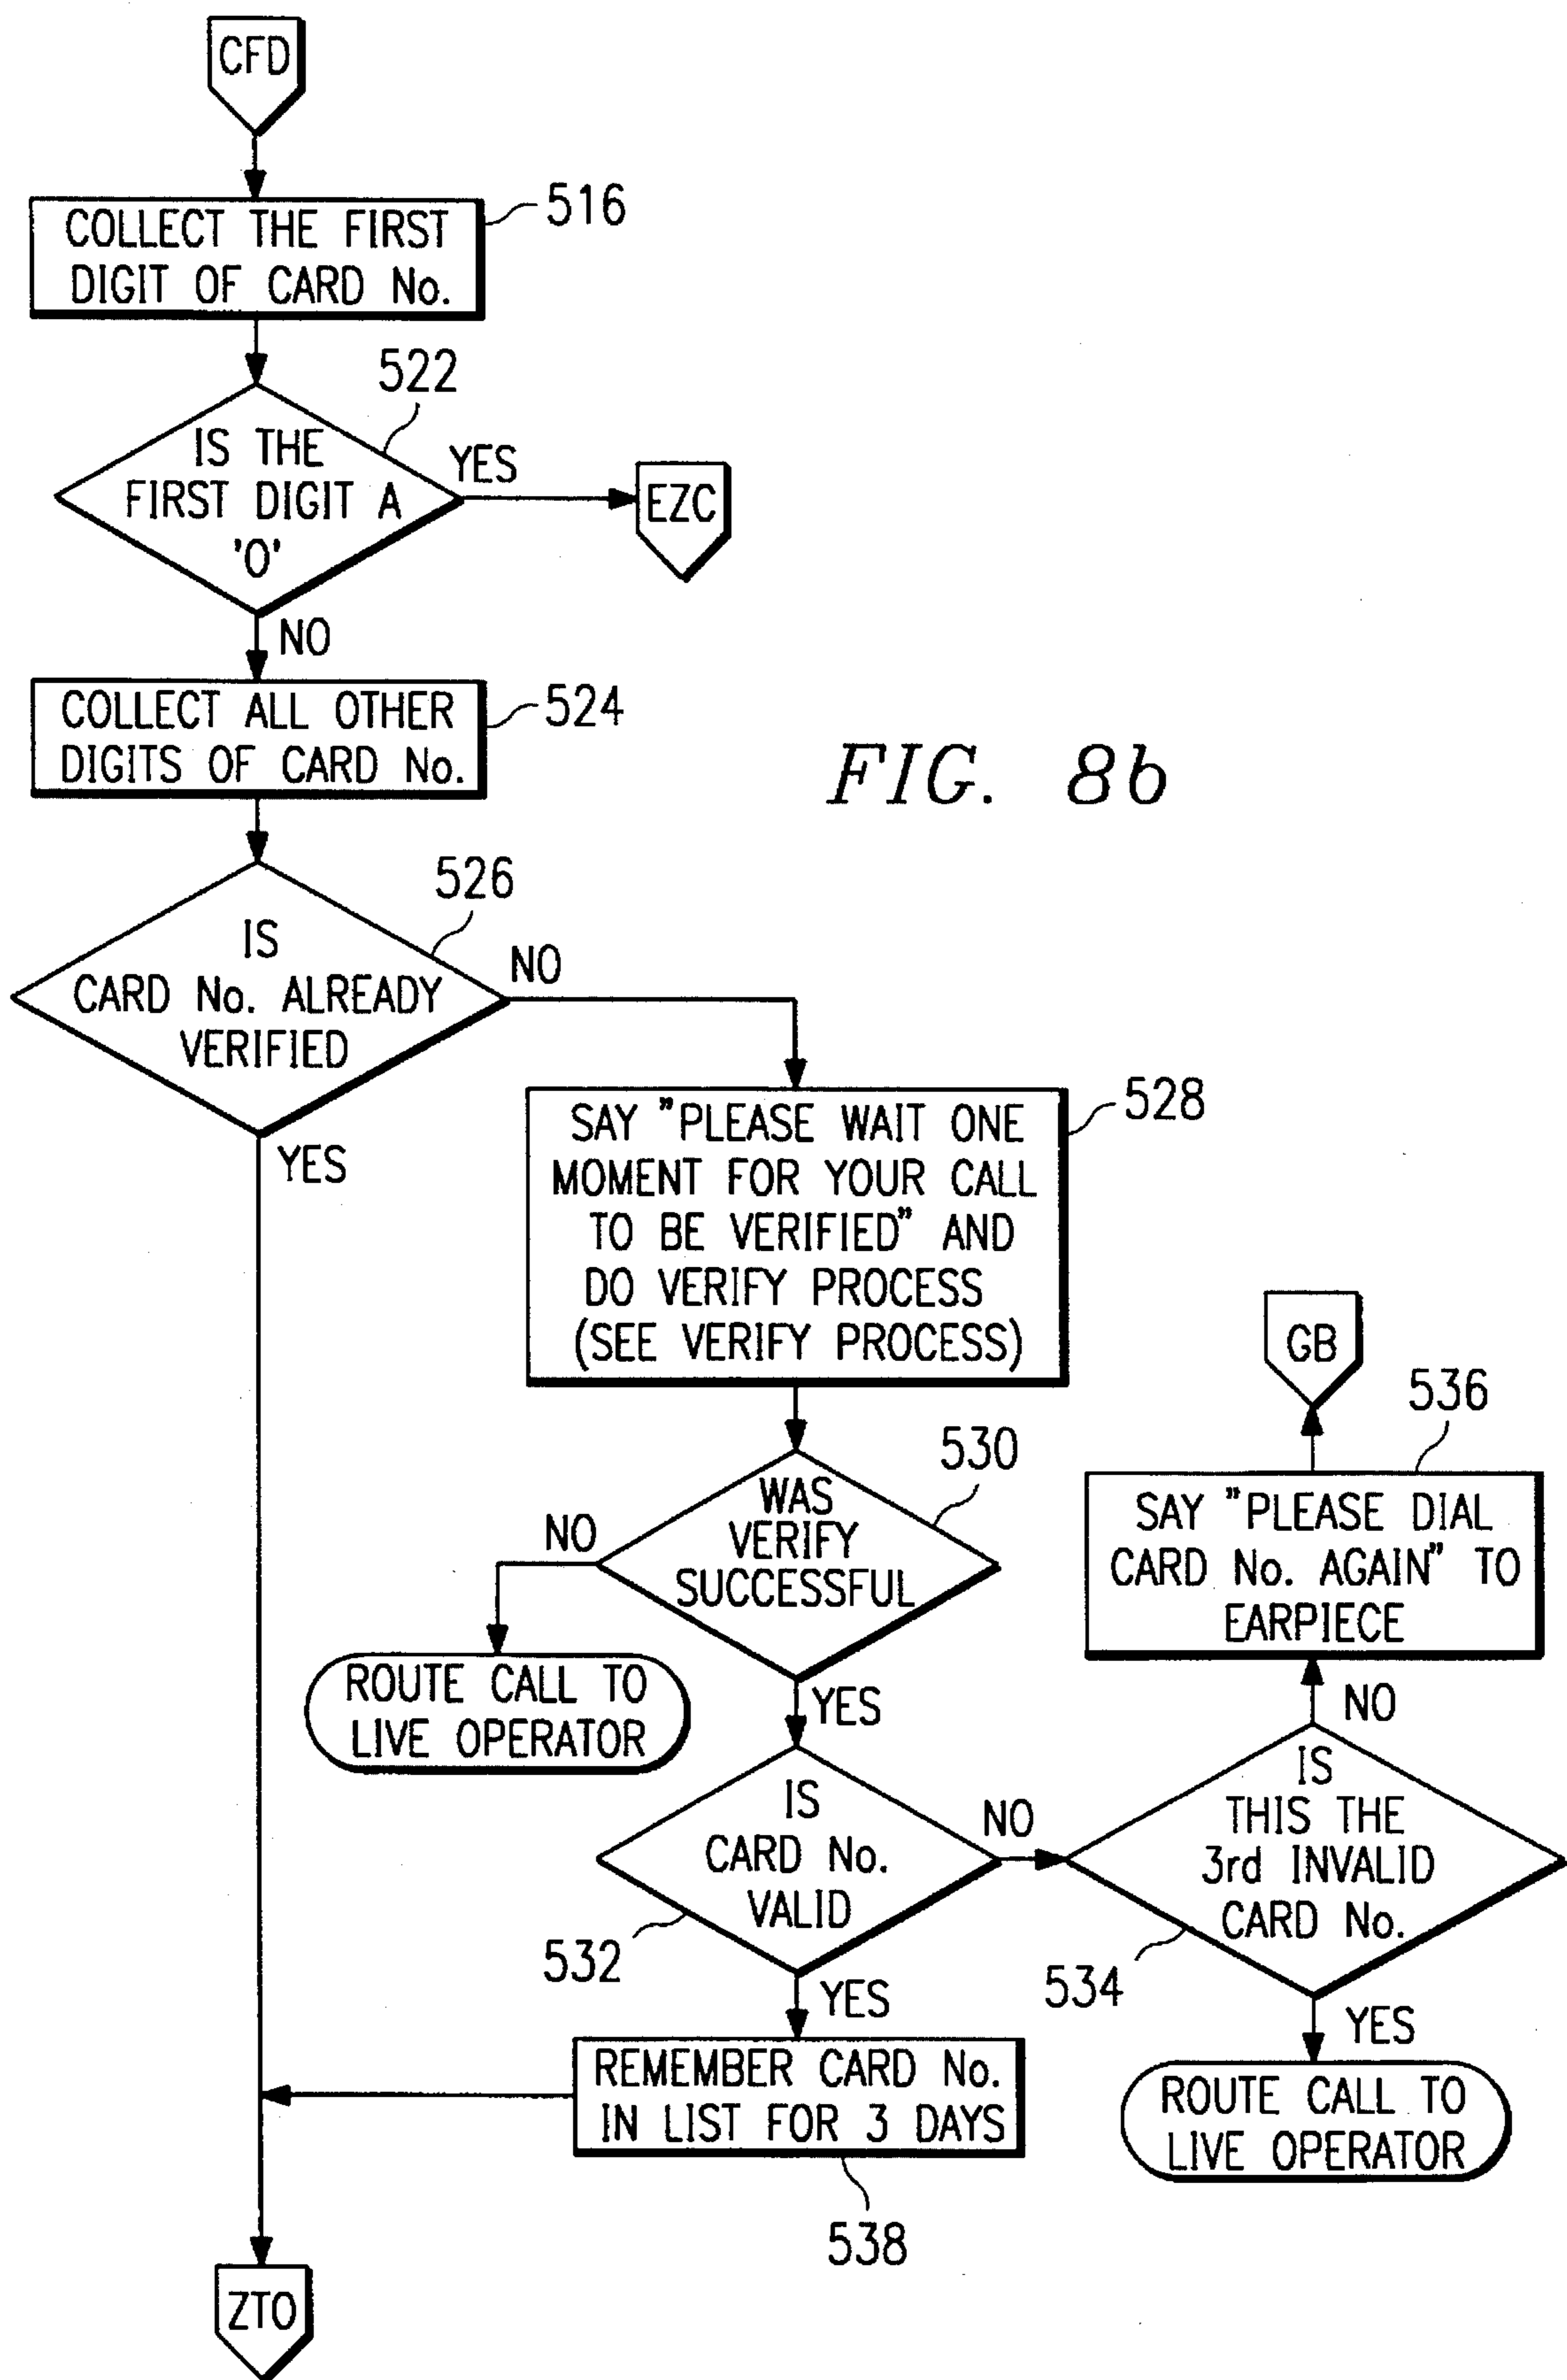 CFD
COLLECT THE FIRST
DIGIT OF CARD No.
516
522
IS THE
FIRST DIGIT A
'0'
YES
EZC
NO
COLLECT ALL OTHER
DIGITS OF CARD No.
524
FIG. 8b
526
IS
CARD No. ALREADY
VERIFIED
NO
YES
SAY "PLEASE WAIT ONE
MOMENT FOR YOUR CALL
TO BE VERIFIED" AND
DO VERIFY PROCESS
(SEE VERIFY PROCESS)
528
GB
536
SAY "PLEASE DIAL
CARD No. AGAIN" TO
EARPIECE
530
WAS
VERIFY
SUCCESSFUL
NO
ROUTE CALL TO
LIVE OPERATOR
YES
NO
IS
CARD No.
VALID
532
NO
IS
THIS THE
3rd INVALID
CARD No.
534
YES
YES
REMEMBER CARD No.
IN LIST FOR 3 DAYS
538
ROUTE CALL TO
LIVE OPERATOR
ZTO